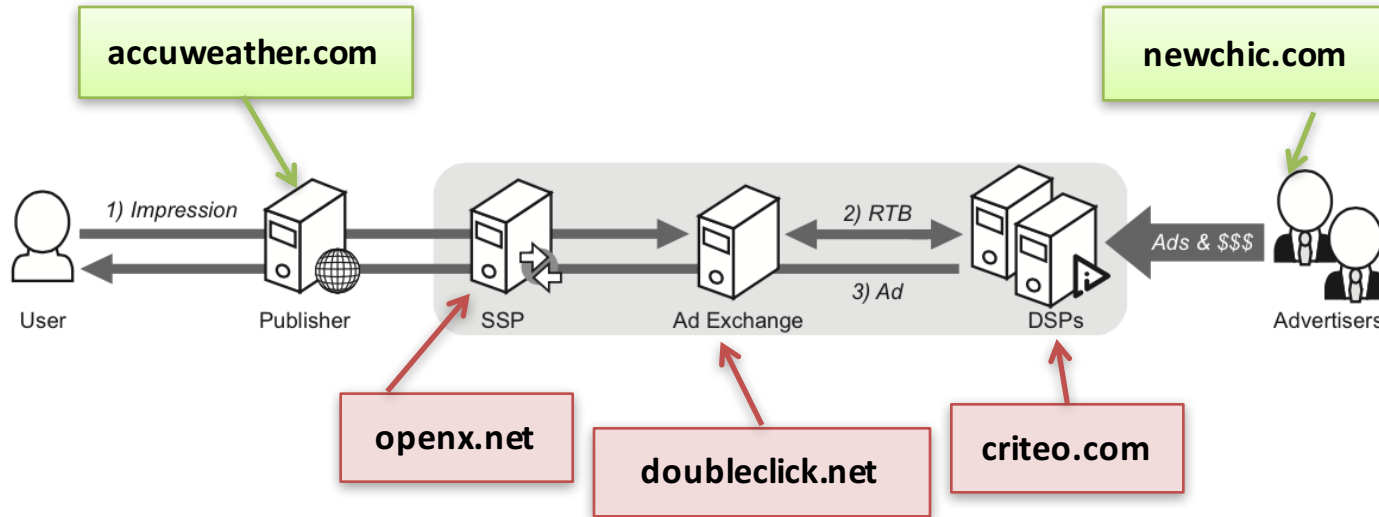 accuweather.com
newchic.com
1) Impression
2) RTB
Ads & $$$
3) Ad
User
Publisher
SSP
Ad Exchange
DSPs
Advertisers
openx.net
doubleclick.net
criteo.com